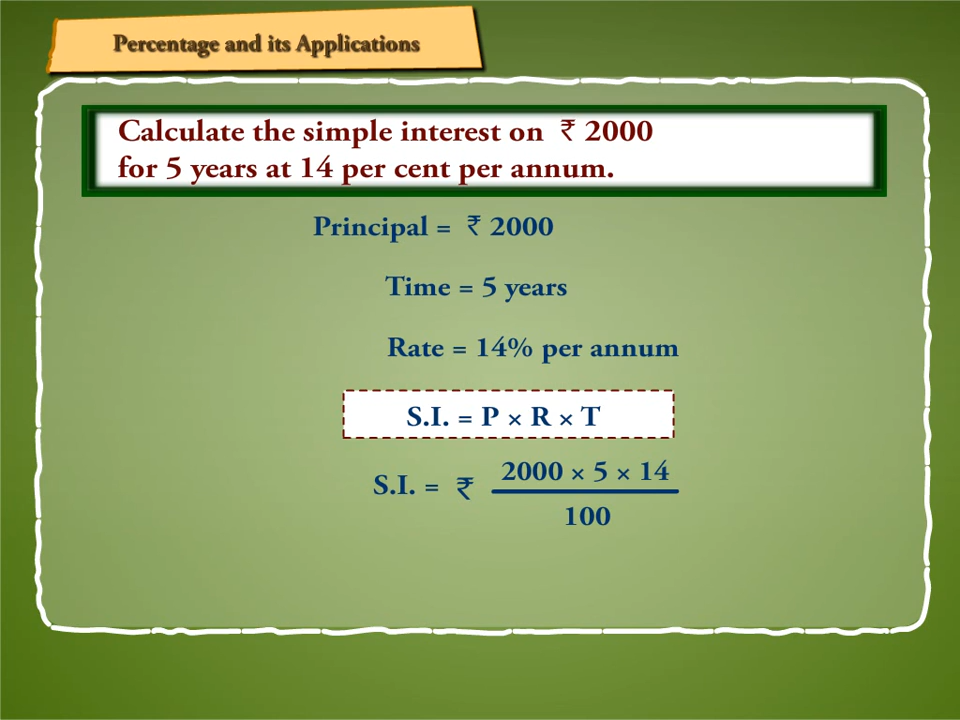 Percentage and its Applications
Calculate the simple interest on ₹ 2000
for 5 years at 14 per cent per annum.
Principal = ₹ 2000
Time = 5 years
Rate = 14% per annum
S.I. = P × R × T
S.I. = ₹ 2000 × 5 × 14
100